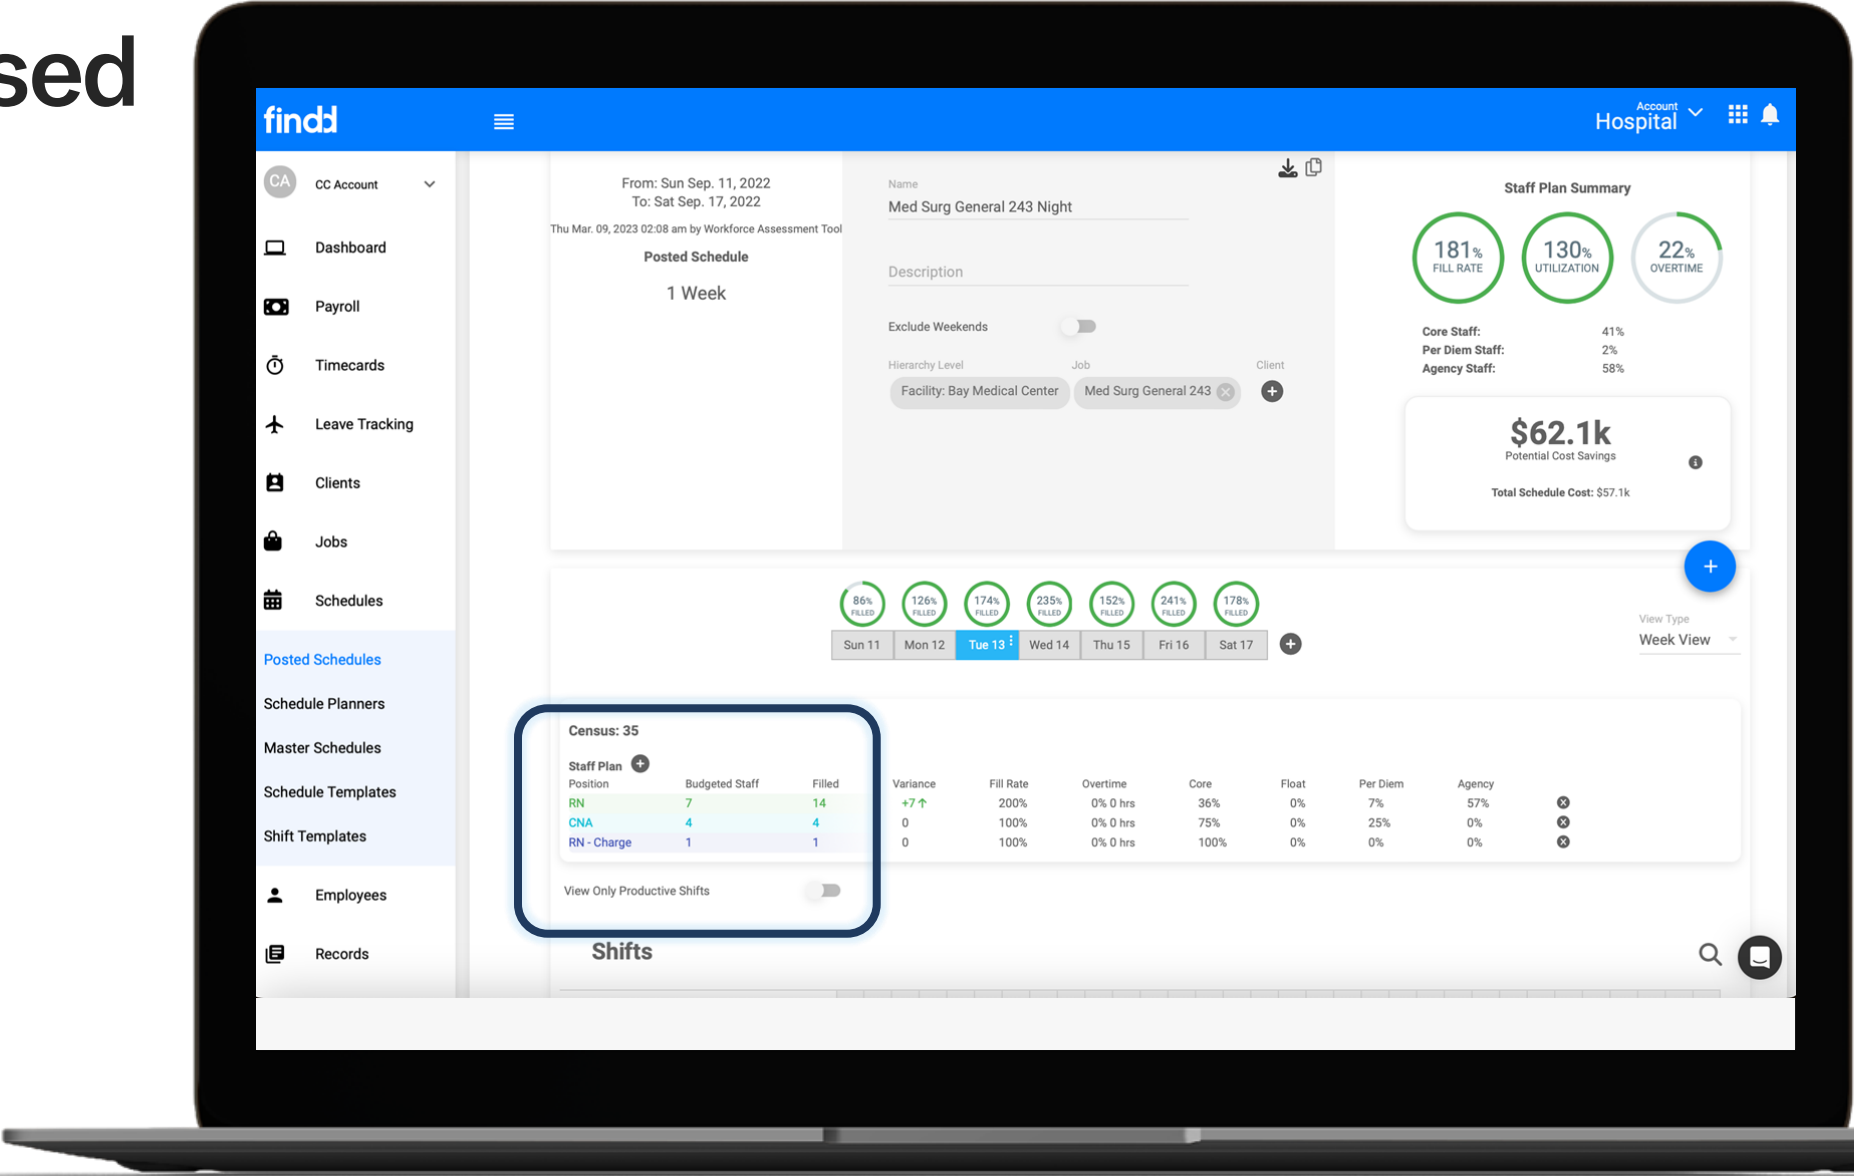 sed
findd
Account
Hospital
CA
CC Account
Dashboard
Payroll
Timecards
Leave Tracking
Clients
Jobs
Schedules
Posted Schedules
Schedule Planners
Master Schedules
Schedule Templates
Shift Templates
Employees
Records
From: Sun Sep. 11, 2022
To: Sat Sep. 17, 2022
Thu Mar. 09, 2023 02:08 am by Workforce Assessment Tool
Posted Schedule
1 Week
Name
Med Surg General 243 Night
Description
Exclude Weekends
Hierarchy Level Job Client
Facility: Bay Medical Center Med Surg General 243
Staff Plan Summary
181% 130% 22%
FILL RATE UTILIZATION OVERTIME
Core Staff: 41%
Per Diem Staff: 2%
Agency Staff: 58%
$62.1k
Potential Cost Savings
Total Schedule Cost: $57.1k
86% 126% 174% 235% 152% 241% 178%
FILLED FILLED FILLED FILLED FILLED FILLED FILLED
Sun 11 Mon 12 Tue 13 Wed 14 Thu 15 Fri 16 Sat 17
View Type
Week View
Census: 35
Staff Plan
Position Budgeted Staff Filled Variance Fill Rate Overtime Core Float Per Diem Agency
RN 7 14 +7↑ 200% 0% 0 hrs 36% 0% 7% 57%
CNA 4 4 0 100% 0% 0 hrs 75% 0% 25% 0%
RN - Charge 1 1 0 100% 0% 0 hrs 100% 0% 0% 0%
View Only Productive Shifts
Shifts